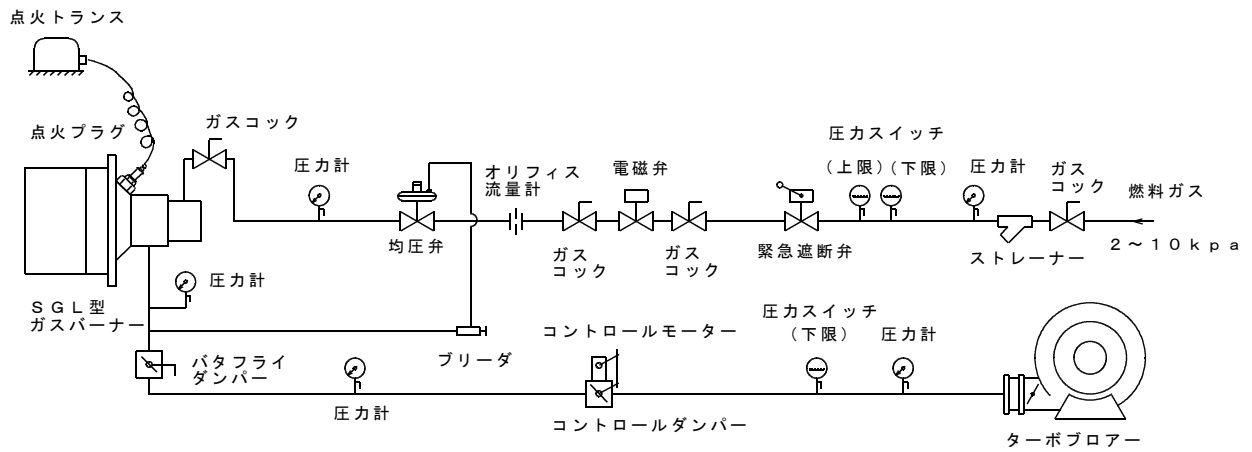 点火トランス
点火プラグ
ガスコック
圧力計
オリフィス
流量計
電磁弁
圧力スイッチ
(上限)(下限)
圧力計
ガス
コック
燃料ガス
2～10kpa
均圧弁
ガス
コック
ガス
コック
緊急遮断弁
ストレーナー
圧力計
SGL型
ガスバーナー
ブリーダ
コントロールモーター
圧力スイッチ
(下限)
圧力計
バタフライ
ダンパー
圧力計
コントロールダンパー
ターボブロアー